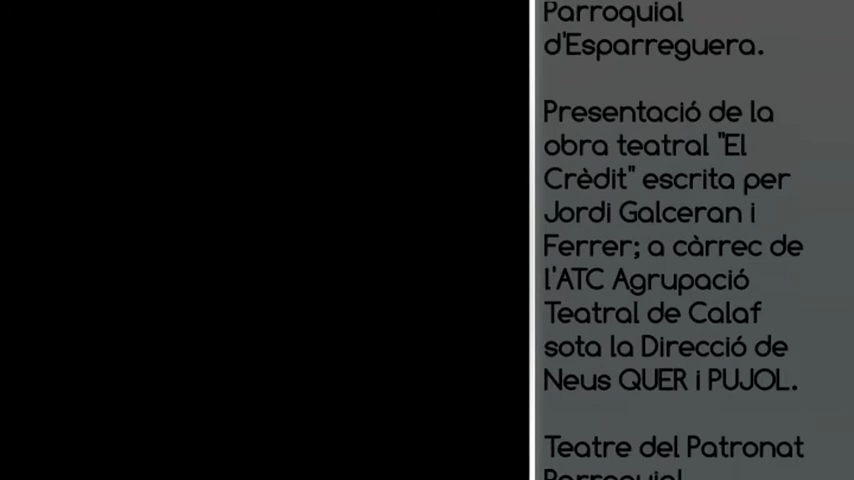 Parroquial
d'Esparreguera.
Presentació de la
obra teatral "El
Crèdit" escrita per
Jordi Galceran i
Ferrer; a càrrec de
l'ATC Agrupació
Teatral de Calaf
sota la Direcció de
Neus QUER i PUJOL.
Teatre del Patronat
Parroquial